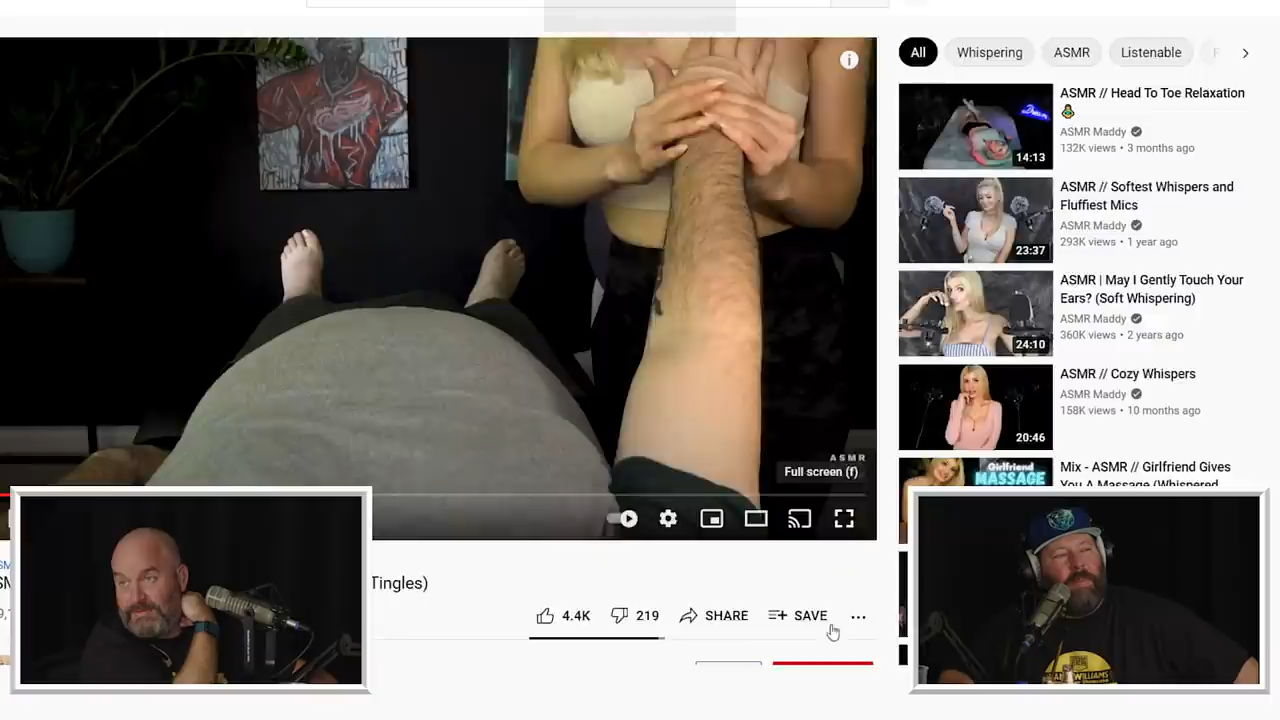 All
Whispering
ASMR
Listenable
F
ASMR // Head To Toe Relaxation
ASMR Maddy
132K views • 3 months ago
14:13
ASMR // Softest Whispers and
Fluffiest Mics
ASMR Maddy
293K views • 1 year ago
23:37
ASMR | May I Gently Touch Your
Ears? (Soft Whispering)
ASMR Maddy
360K views • 2 years ago
24:10
ASMR // Cozy Whispers
ASMR Maddy
158K views • 10 months ago
20:46
Mix - ASMR // Girlfriend Gives
You A Massage (Whispered
Girlfriend
MASSAGE
ASMR
Full screen (f)
Tingles)
4.4K
219
SHARE
SAVE